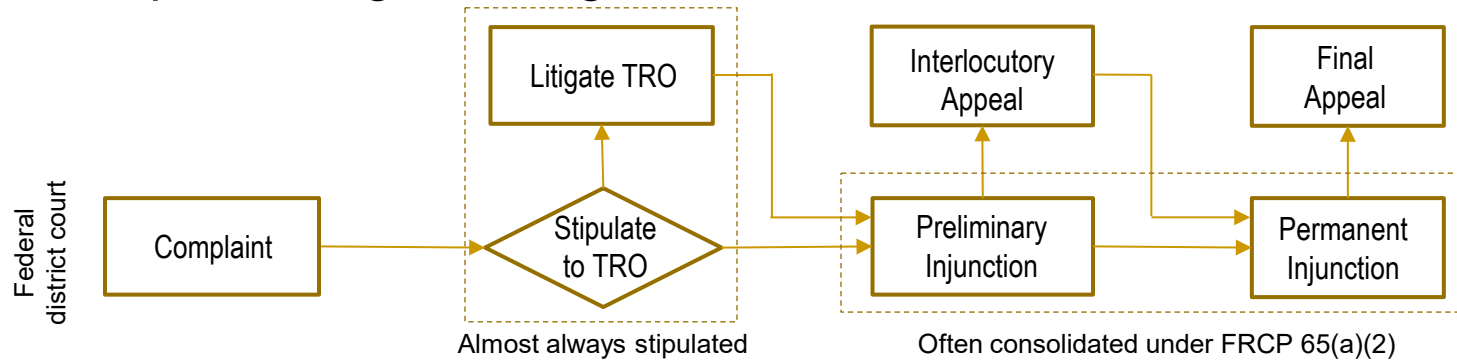 Litigate TRO
Interlocutory
Appeal
Final
Appeal
Federal
district court
Complaint
Stipulate
to TRO
Preliminary
Injunction
Permanent
Injunction
Almost always stipulated
Often consolidated under FRCP 65(a)(2)